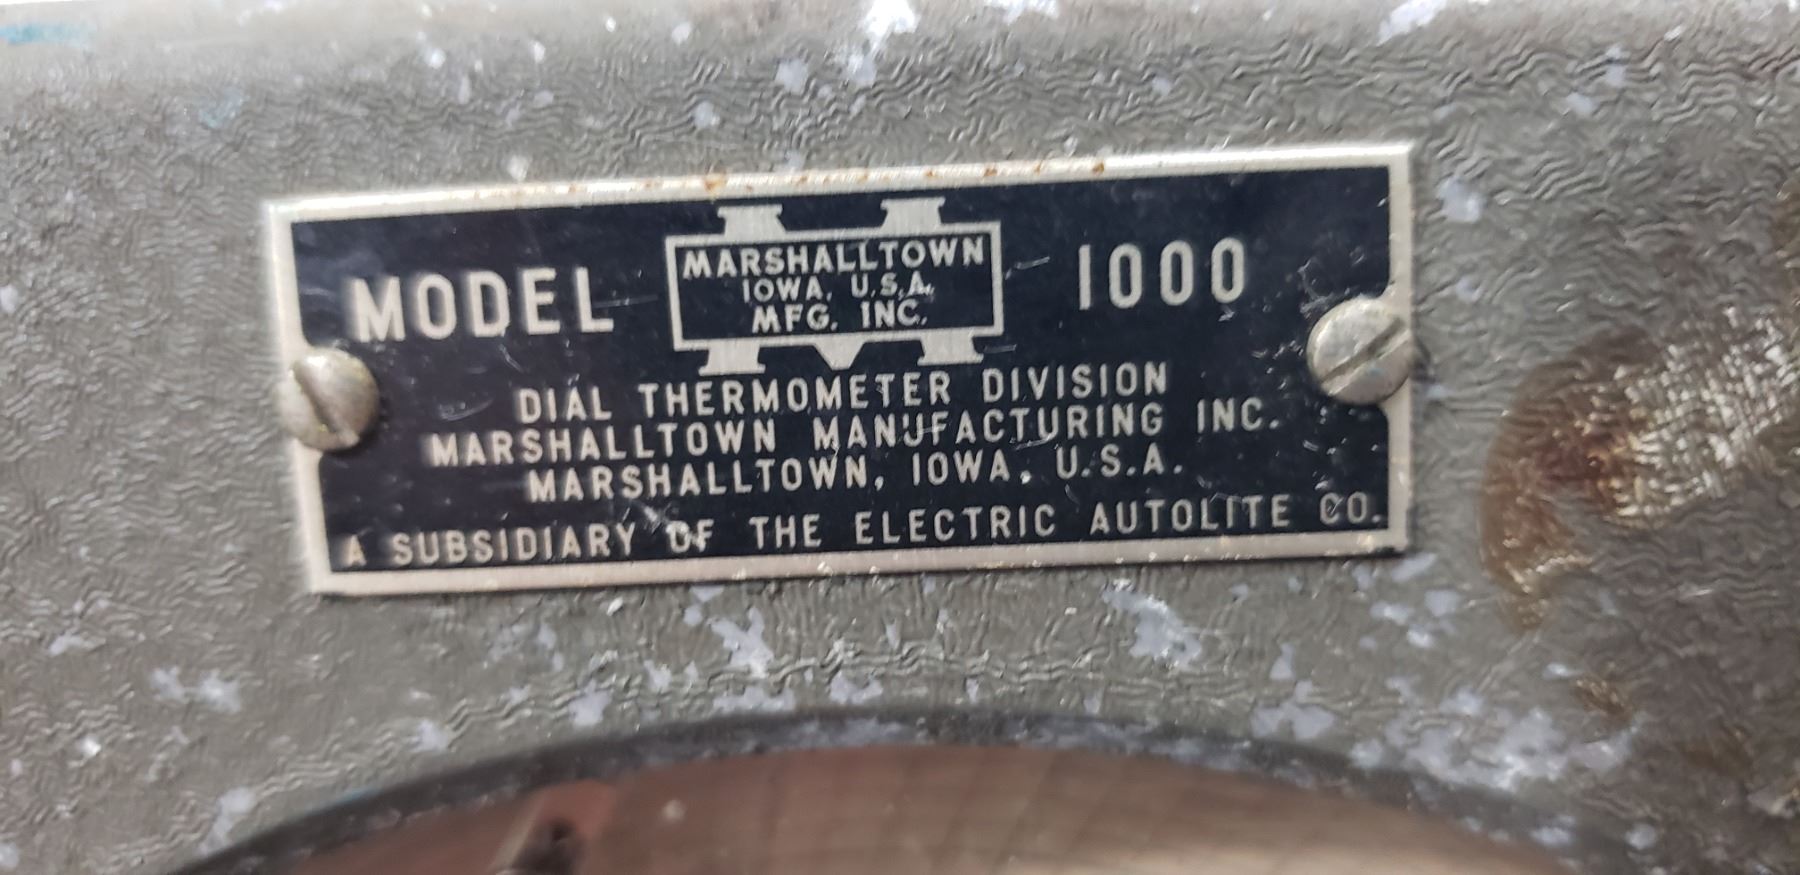 MODEL MARSHALLTOWN 1000
IOWA, U.S.A.
MFG. INC.
DIAL THERMOMETER DIVISION
MARSHALLTOWN MANUFACTURING INC.
MARSHALLTOWN, IOWA, U.S.A.
A SUBSIDIARY OF THE ELECTRIC AUTOLITE CO.